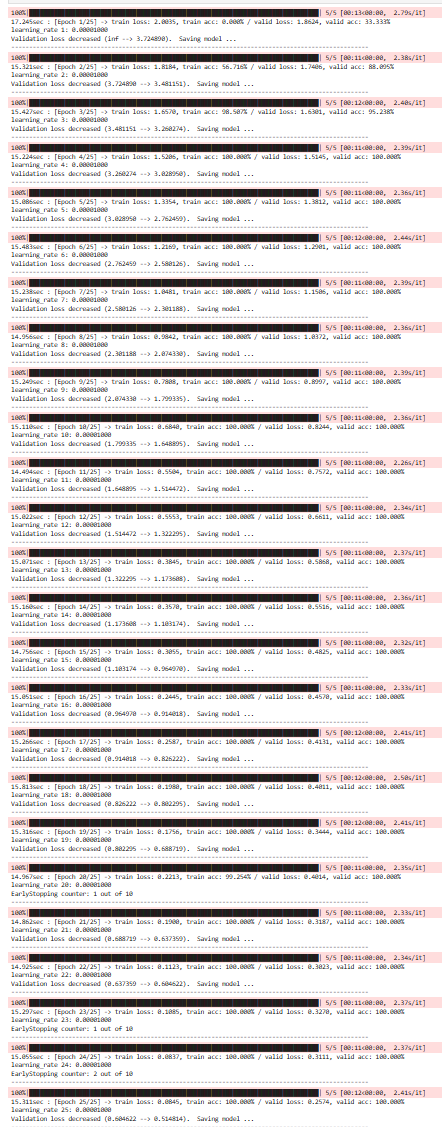 100% 5/5 [00:13<00:00, 2.79s/it]
17.245sec : [Epoch 1/25] -> train loss: 2.0035, train acc: 0.000% / valid loss: 1.8624, valid acc: 33.333%
learning_rate 1: 0.00001000
Validation loss decreased (inf --> 3.724890). Saving model ...
100% 5/5 [00:11<00:00, 2.38s/it]
15.321sec : [Epoch 2/25] -> train loss: 1.8184, train acc: 56.716% / valid loss: 1.7406, valid acc: 88.095%
learning_rate 2: 0.00001000
Validation loss decreased (3.724890 --> 3.481151). Saving model ...
100% 5/5 [00:12<00:00, 2.40s/it]
15.427sec : [Epoch 3/25] -> train loss: 1.6570, train acc: 98.507% / valid loss: 1.6301, valid acc: 95.238%
learning_rate 3: 0.00001000
Validation loss decreased (3.481151 --> 3.260274). Saving model ...
100% 5/5 [00:11<00:00, 2.39s/it]
15.224sec : [Epoch 4/25] -> train loss: 1.5206, train acc: 100.000% / valid loss: 1.5145, valid acc: 100.000%
learning_rate 4: 0.00001000
Validation loss decreased (3.260274 --> 3.028950). Saving model ...
100% 5/5 [00:11<00:00, 2.36s/it]
15.086sec : [Epoch 5/25] -> train loss: 1.3354, train acc: 100.000% / valid loss: 1.3812, valid acc: 100.000%
learning_rate 5: 0.00001000
Validation loss decreased (3.028950 --> 2.762459). Saving model ...
100% 5/5 [00:12<00:00, 2.44s/it]
15.483sec : [Epoch 6/25] -> train loss: 1.2169, train acc: 100.000% / valid loss: 1.2901, valid acc: 100.000%
learning_rate 6: 0.00001000
Validation loss decreased (2.762459 --> 2.580126). Saving model ...
100% 5/5 [00:11<00:00, 2.39s/it]
15.238sec : [Epoch 7/25] -> train loss: 1.0481, train acc: 100.000% / valid loss: 1.1506, valid acc: 100.000%
learning_rate 7: 0.00001000
Validation loss decreased (2.580126 --> 2.301188). Saving model ...
100% 5/5 [00:11<00:00, 2.36s/it]
14.956sec : [Epoch 8/25] -> train loss: 0.9842, train acc: 100.000% / valid loss: 1.0372, valid acc: 100.000%
learning_rate 8: 0.00001000
Validation loss decreased (2.301188 --> 2.074330). Saving model ...
100% 5/5 [00:11<00:00, 2.39s/it]
15.249sec : [Epoch 9/25] -> train loss: 0.7808, train acc: 100.000% / valid loss: 0.8997, valid acc: 100.000%
learning_rate 9: 0.00001000
Validation loss decreased (2.074330 --> 1.799335). Saving model ...
100% 5/5 [00:11<00:00, 2.36s/it]
15.110sec : [Epoch 10/25] -> train loss: 0.6840, train acc: 100.000% / valid loss: 0.8244, valid acc: 100.000%
learning_rate 10: 0.00001000
Validation loss decreased (1.799335 --> 1.648895). Saving model ...
100% 5/5 [00:11<00:00, 2.26s/it]
14.494sec : [Epoch 11/25] -> train loss: 0.5504, train acc: 100.000% / valid loss: 0.7572, valid acc: 100.000%
learning_rate 11: 0.00001000
Validation loss decreased (1.648895 --> 1.514472). Saving model ...
100% 5/5 [00:11<00:00, 2.34s/it]
15.022sec : [Epoch 12/25] -> train loss: 0.5553, train acc: 100.000% / valid loss: 0.6611, valid acc: 100.000%
learning_rate 12: 0.00001000
Validation loss decreased (1.514472 --> 1.322295). Saving model ...
100% 5/5 [00:11<00:00, 2.37s/it]
15.071sec : [Epoch 13/25] -> train loss: 0.3845, train acc: 100.000% / valid loss: 0.5868, valid acc: 100.000%
learning_rate 13: 0.00001000
Validation loss decreased (1.322295 --> 1.173608). Saving model ...
100% 5/5 [00:11<00:00, 2.36s/it]
15.160sec : [Epoch 14/25] -> train loss: 0.3570, train acc: 100.000% / valid loss: 0.5516, valid acc: 100.000%
learning_rate 14: 0.00001000
Validation loss decreased (1.173608 --> 1.103174). Saving model ...
100% 5/5 [00:11<00:00, 2.32s/it]
14.756sec : [Epoch 15/25] -> train loss: 0.3055, train acc: 100.000% / valid loss: 0.4825, valid acc: 100.000%
learning_rate 15: 0.00001000
Validation loss decreased (1.103174 --> 0.964970). Saving model ...
100% 5/5 [00:11<00:00, 2.33s/it]
15.051sec : [Epoch 16/25] -> train loss: 0.2445, train acc: 100.000% / valid loss: 0.4570, valid acc: 100.000%
learning_rate 16: 0.00001000
Validation loss decreased (0.964970 --> 0.914018). Saving model ...
100% 5/5 [00:12<00:00, 2.41s/it]
15.266sec : [Epoch 17/25] -> train loss: 0.2587, train acc: 100.000% / valid loss: 0.4131, valid acc: 100.000%
learning_rate 17: 0.00001000
Validation loss decreased (0.914018 --> 0.826222). Saving model ...
100% 5/5 [00:12<00:00, 2.50s/it]
15.813sec : [Epoch 18/25] -> train loss: 0.1980, train acc: 100.000% / valid loss: 0.4011, valid acc: 100.000%
learning_rate 18: 0.00001000
Validation loss decreased (0.826222 --> 0.802295). Saving model ...
100% 5/5 [00:12<00:00, 2.41s/it]
15.316sec : [Epoch 19/25] -> train loss: 0.1756, train acc: 100.000% / valid loss: 0.3444, valid acc: 100.000%
learning_rate 19: 0.00001000
Validation loss decreased (0.802295 --> 0.688719). Saving model ...
100% 5/5 [00:11<00:00, 2.35s/it]
14.967sec : [Epoch 20/25] -> train loss: 0.2213, train acc: 99.254% / valid loss: 0.4014, valid acc: 100.000%
learning_rate 20: 0.00001000
EarlyStopping counter: 1 out of 10
100% 5/5 [00:11<00:00, 2.33s/it]
14.862sec : [Epoch 21/25] -> train loss: 0.1900, train acc: 100.000% / valid loss: 0.3187, valid acc: 100.000%
learning_rate 21: 0.00001000
Validation loss decreased (0.688719 --> 0.637359). Saving model ...
100% 5/5 [00:11<00:00, 2.34s/it]
14.925sec : [Epoch 22/25] -> train loss: 0.1123, train acc: 100.000% / valid loss: 0.3023, valid acc: 100.000%
learning_rate 22: 0.00001000
Validation loss decreased (0.637359 --> 0.604622). Saving model ...
100% 5/5 [00:11<00:00, 2.37s/it]
15.297sec : [Epoch 23/25] -> train loss: 0.1085, train acc: 100.000% / valid loss: 0.3270, valid acc: 100.000%
learning_rate 23: 0.00001000
EarlyStopping counter: 1 out of 10
100% 5/5 [00:11<00:00, 2.37s/it]
15.055sec : [Epoch 24/25] -> train loss: 0.0837, train acc: 100.000% / valid loss: 0.3111, valid acc: 100.000%
learning_rate 24: 0.00001000
EarlyStopping counter: 2 out of 10
100% 5/5 [00:12<00:00, 2.41s/it]
15.311sec : [Epoch 25/25] -> train loss: 0.0845, train acc: 100.000% / valid loss: 0.2574, valid acc: 100.000%
learning_rate 25: 0.00001000
Validation loss decreased (0.604622 --> 0.514814). Saving model ...